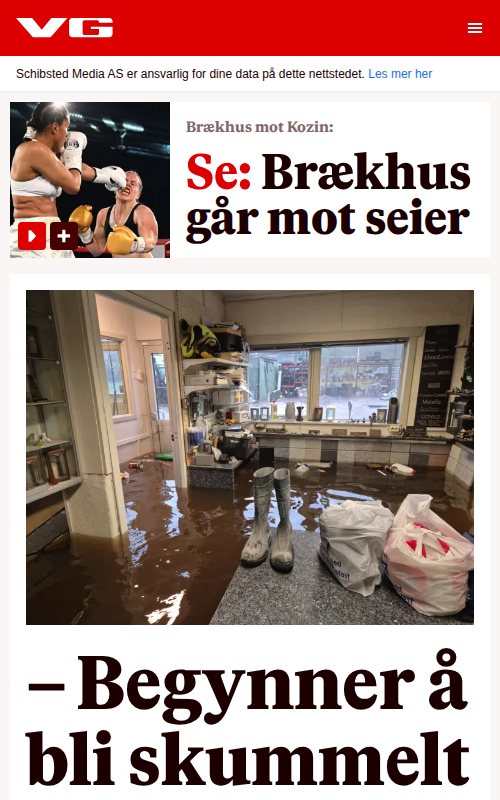 VG
Schibsted Media AS er ansvarlig for dine data på dette nettstedet. Les mer her
Brækhus mot Kozin:
Se: Brækhus
går mot seier
– Begynner å
bli skummelt